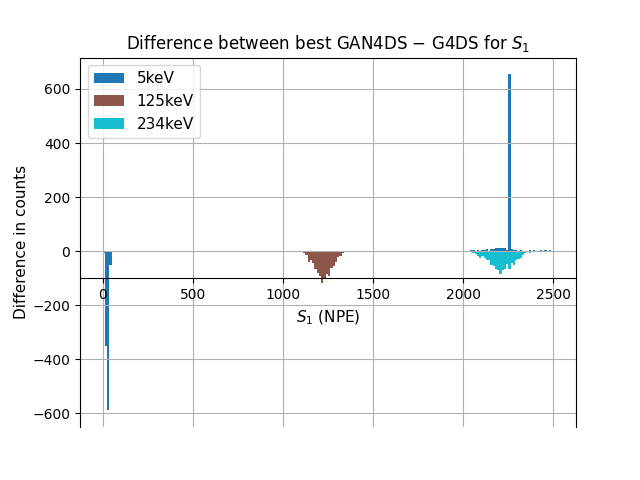 Difference between best GAN4DS − G4DS for S₁
5keV
125keV
234keV
Difference in counts
600
400
200
0
−200
−400
−600
0 500 1000 1500 2000 2500
S₁ (NPE)